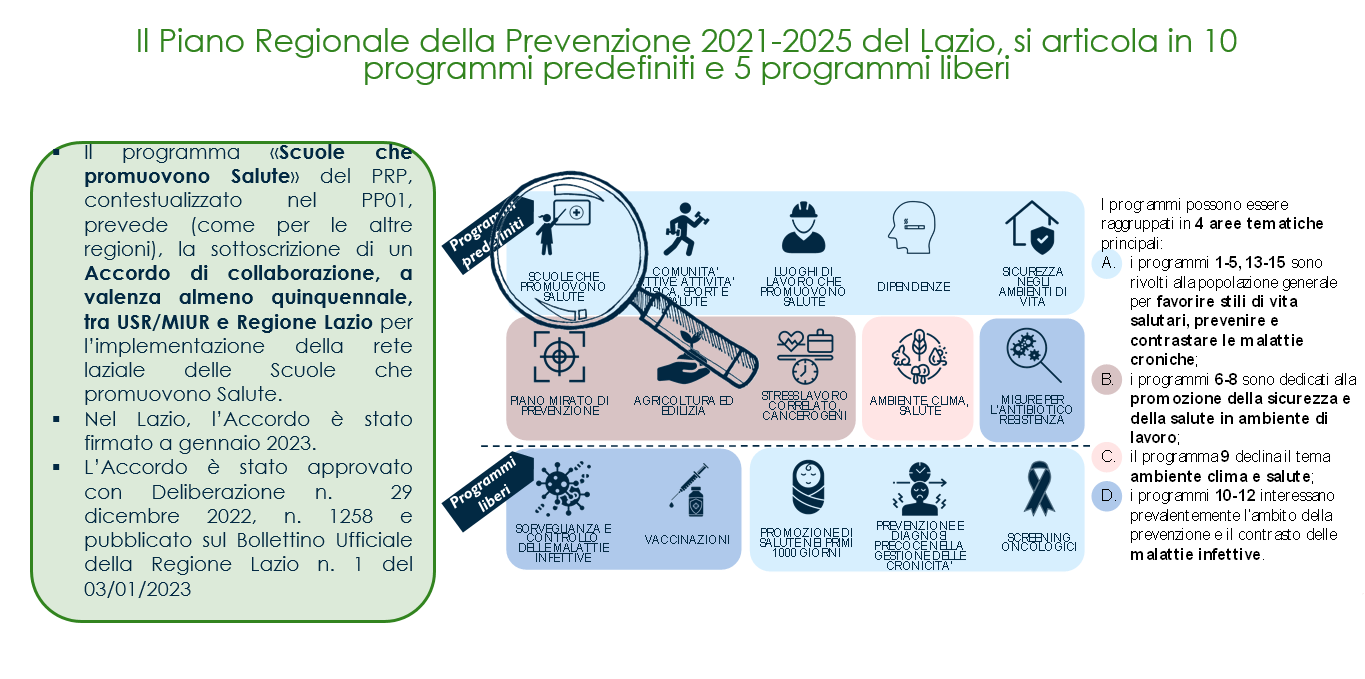 Il Piano Regionale della Prevenzione 2021-2025 del Lazio, si articola in 10
programmi predefiniti e 5 programmi liberi
▪ Il programma «Scuole che
promuovono Salute» del PRP,
contestualizzato nel PP01,
prevede (come per le altre
regioni), la sottoscrizione di un
Accordo di collaborazione, a
valenza almeno quinquennale,
tra USR/MIUR e Regione Lazio per
l'implementazione della rete
laziale delle Scuole che
promuovono Salute.
▪ Nel Lazio, l'Accordo è stato
firmato a gennaio 2023.
▪ L'Accordo è stato approvato
con Deliberazione n. 29
dicembre 2022, n. 1258 e
pubblicato sul Bollettino Ufficiale
della Regione Lazio n. 1 del
03/01/2023
Programmi
predefiniti
SCUOLE CHE
PROMUOVONO
SALUTE
COMUNITA'
ATTIVE ATTIVITA'
FISICA, SPORT E
SALUTE
LUOGHI DI
LAVORO CHE
PROMUOVONO
SALUTE
DIPENDENZE
SICUREZZA
NEGLI
AMBIENTI DI
VITA
PIANO MIRATO DI
PREVENZIONE
AGRICOLTURA ED
EDILIZIA
STRESS LAVORO
CORRELATO,
CANCEROGENI
AMBIENTE CLIMA,
SALUTE
MISURE PER
L'ANTIBIOTICO
RESISTENZA
Programmi
liberi
SORVEGLIANZA E
CONTROLLO
DELLE MALATTIE
INFETTIVE
VACCINAZIONI
PROMOZIONE DI
SALUTE NEI PRIMI
1000 GIORNI
PREVENZIONE E
DIAGNOSI
PRECOCE NELLA
GESTIONE DELLE
CRONICITA'
SCREENING
ONCOLOGICI
I programmi possono essere
raggruppati in 4 aree tematiche
principali:
A. i programmi 1-5, 13-15 sono
rivolti alla popolazione generale
per favorire stili di vita
salutari, prevenire e
contrastare le malattie
croniche;
B. i programmi 6-8 sono dedicati alla
promozione della sicurezza e
della salute in ambiente di
lavoro;
C. il programma 9 declina il tema
ambiente clima e salute;
D. i programmi 10-12 interessano
prevalentemente l'ambito della
prevenzione e il contrasto delle
malattie infettive.